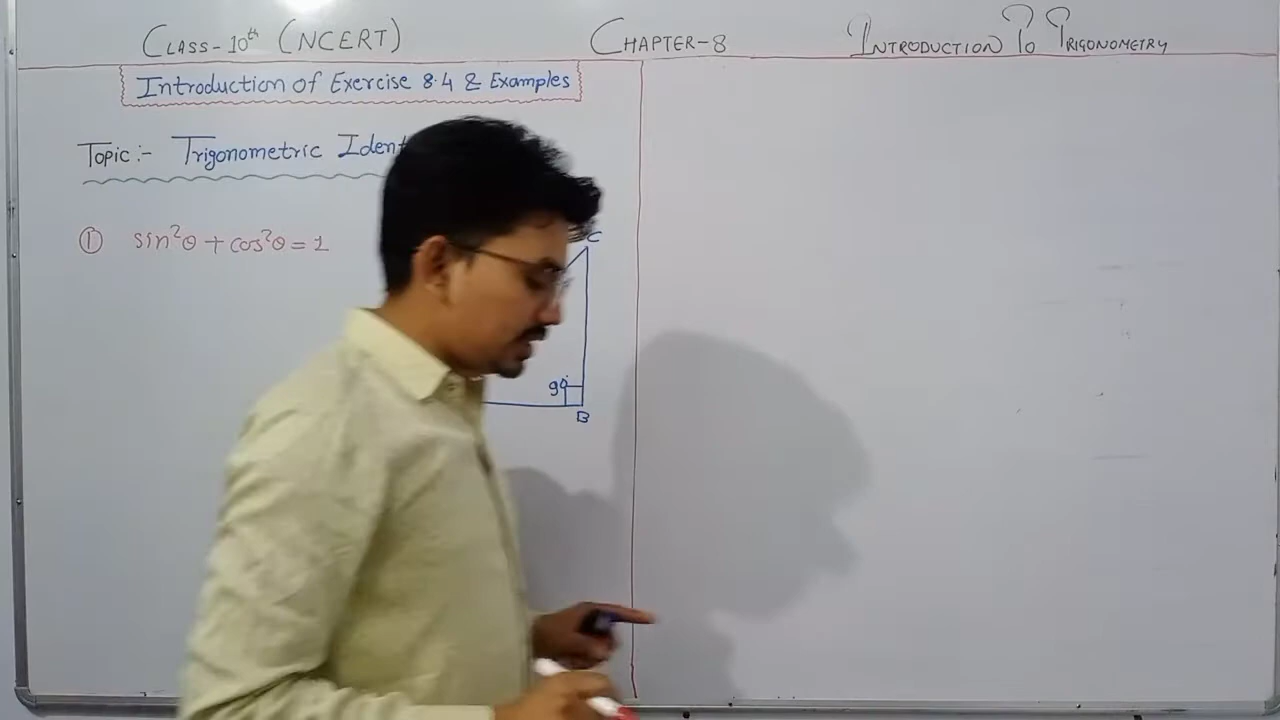 CLASS-10th (NCERT) CHAPTER-8 INTRODUCTION TO TRIGONOMETRY
Introduction of Exercise 8.4 & Examples
Topic :- Trigonometric
① sin²θ + cos²θ = 1
C
90°
B